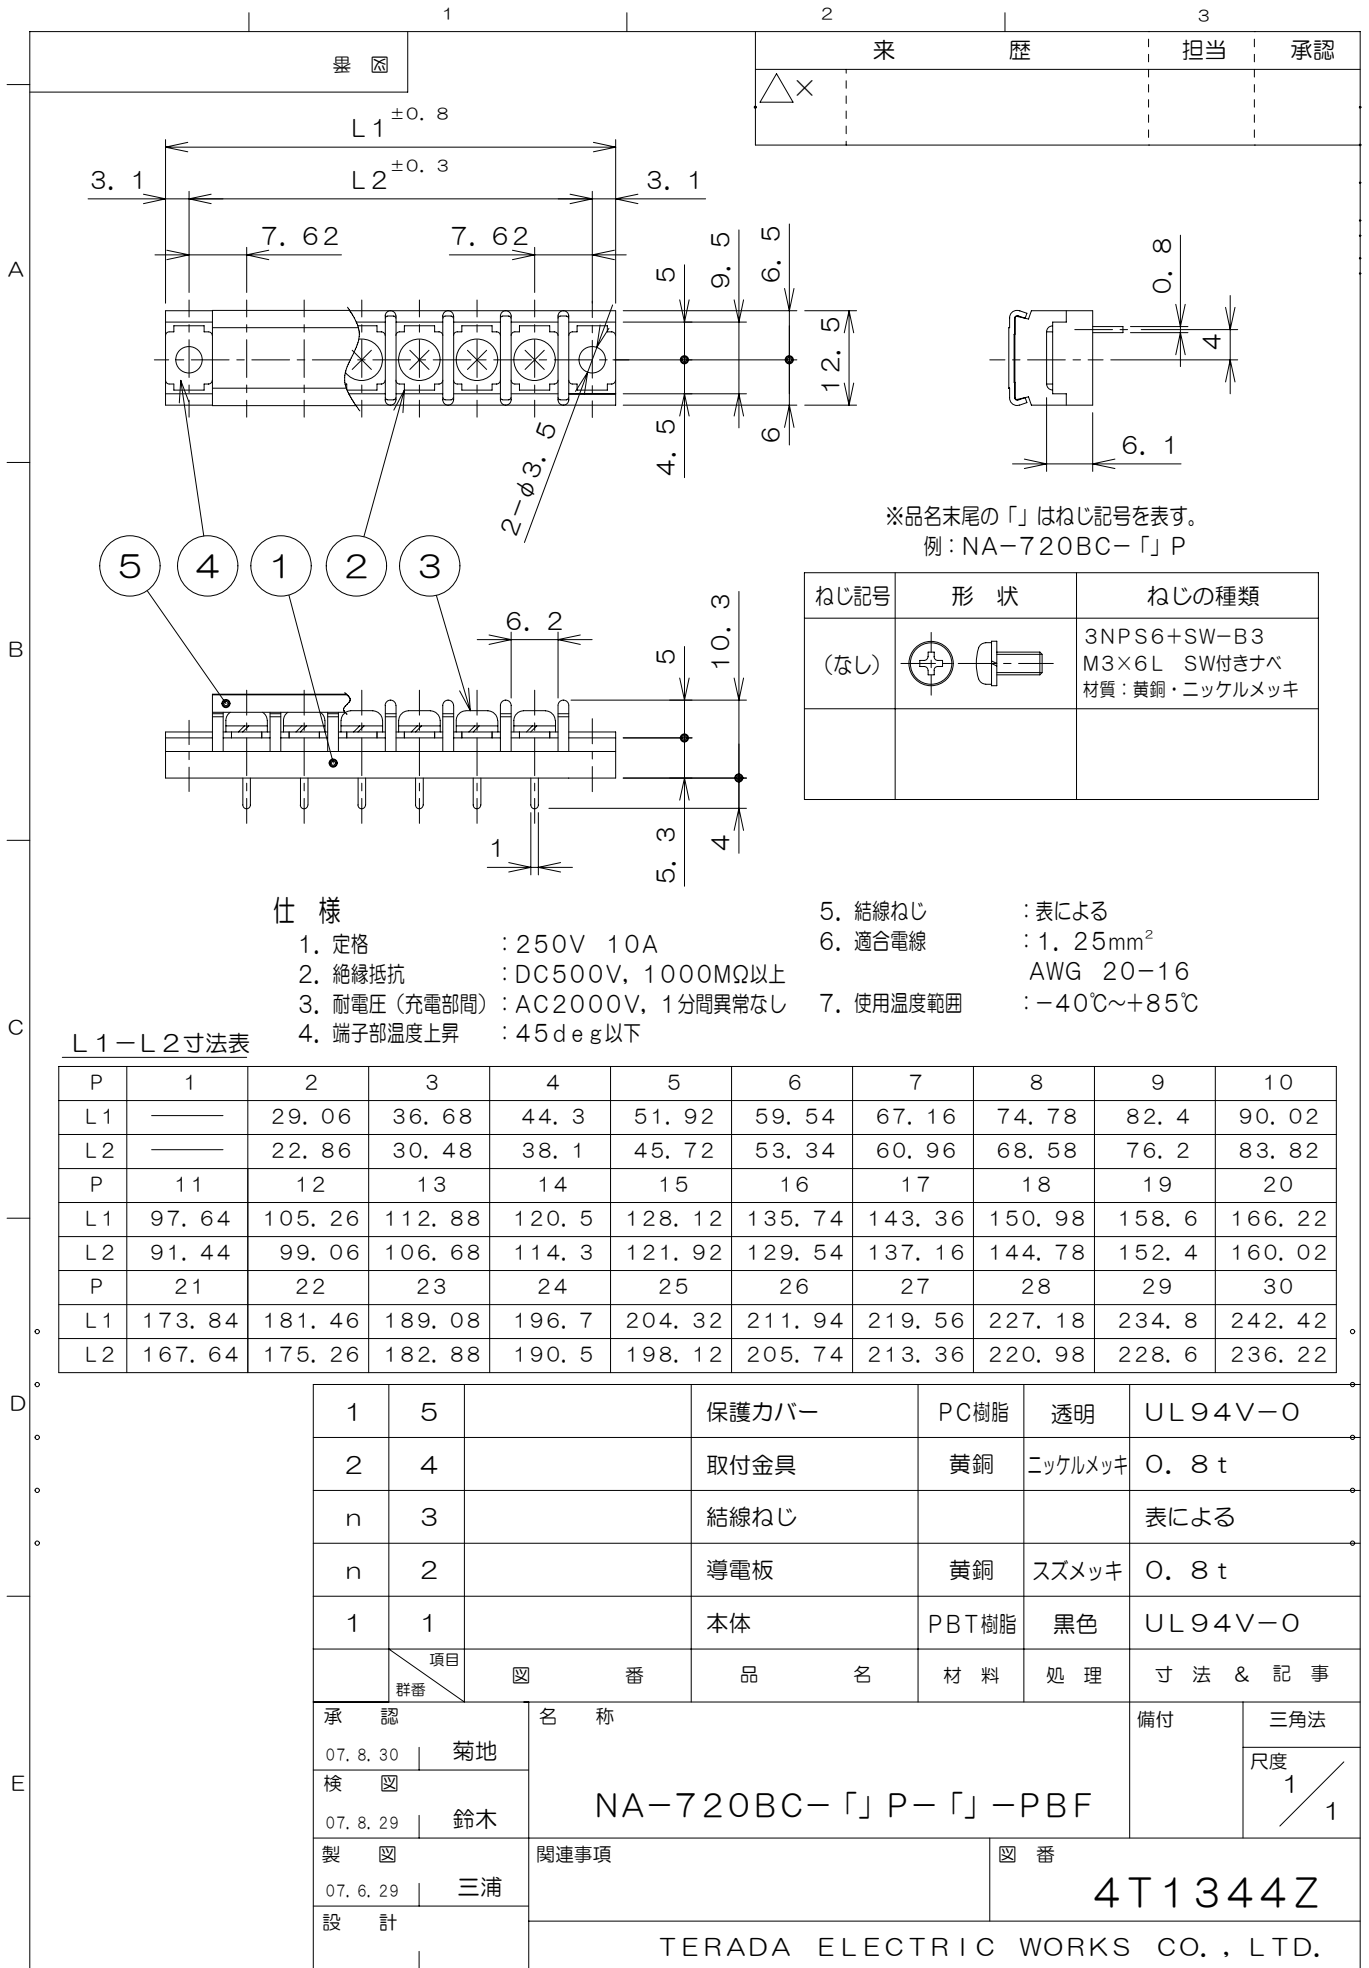 1 2 3
図番
来 歴 担当 承認
△×
A
B
C
D
E
L1±0.8
3.1 L2±0.3 3.1
7.62 7.62
5 9.5 6.5
12.5
4.5 6
2-φ3.5
0.8
4
6.1
5 4 1 2 3
※品名末尾の「」はねじ記号を表す。
例:NA-720BC-「」P
ねじ記号 形 状 ねじの種類
(なし) 3NPS6+SW-B3
M3×6L SW付きナベ
材質:黄銅・ニッケルメッキ
6.2
5 10.3
1
5.3 4
仕 様
1. 定格 :250V 10A
2. 絶縁抵抗 :DC500V, 1000MΩ以上
3. 耐電圧(充電部間):AC2000V, 1分間異常なし
4. 端子部温度上昇 :45deg以下
5. 結線ねじ :表による
6. 適合電線 :1. 25mm²
AWG 20-16
7. 使用温度範囲 :-40℃~+85℃
L1-L2寸法表
P 1 2 3 4 5 6 7 8 9 10
L1 ─── 29.06 36.68 44.3 51.92 59.54 67.16 74.78 82.4 90.02
L2 ─── 22.86 30.48 38.1 45.72 53.34 60.96 68.58 76.2 83.82
P 11 12 13 14 15 16 17 18 19 20
L1 97.64 105.26 112.88 120.5 128.12 135.74 143.36 150.98 158.6 166.22
L2 91.44 99.06 106.68 114.3 121.92 129.54 137.16 144.78 152.4 160.02
P 21 22 23 24 25 26 27 28 29 30
L1 173.84 181.46 189.08 196.7 204.32 211.94 219.56 227.18 234.8 242.42
L2 167.64 175.26 182.88 190.5 198.12 205.74 213.36 220.98 228.6 236.22
1 5 保護カバー PC樹脂 透明 UL94V-0
2 4 取付金具 黄銅 ニッケルメッキ 0.8t
n 3 結線ねじ 表による
n 2 導電板 黄銅 スズメッキ 0.8t
1 1 本体 PBT樹脂 黒色 UL94V-0
項目
群番
図 番 品 名 材 料 処 理 寸 法 & 記 事
承 認
07.8.30 菊地
検 図
07.8.29 鈴木
製 図
07.6.29 三浦
設 計
名 称
NA-720BC-「」P-「」-PBF
備付 三角法
尺度
1/1
関連事項
図 番
4T1344Z
TERADA ELECTRIC WORKS CO., LTD.